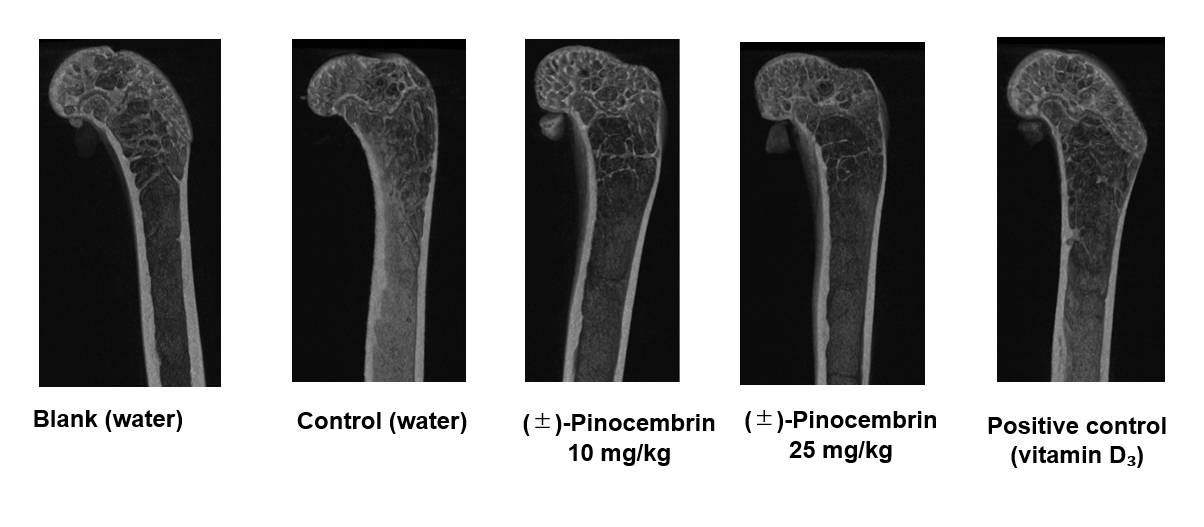 Blank (water)
Control (water)
(±)-Pinocembrin
10 mg/kg
(±)-Pinocembrin
25 mg/kg
Positive control
(vitamin D₃)